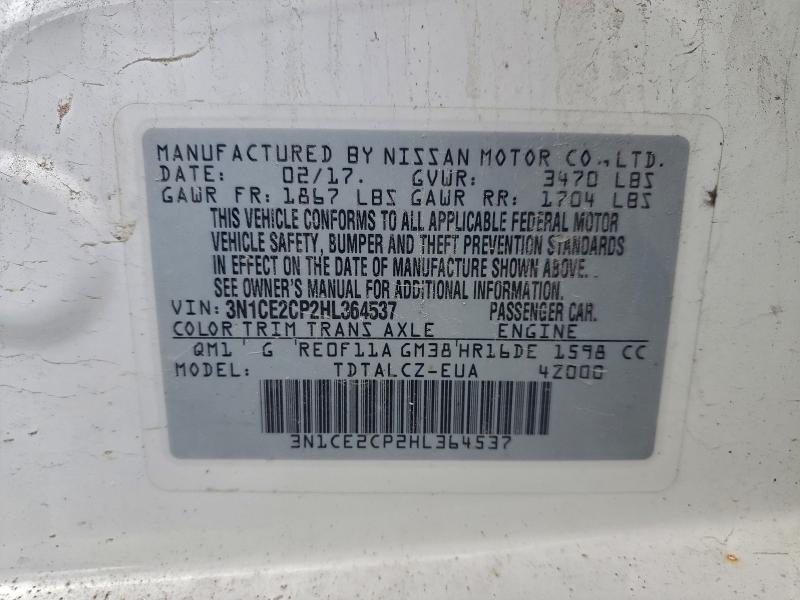 MANUFACTURED BY NISSAN MOTOR CO.,LTD.
DATE: 02/17. GVWR: 3470 LBS
GAWR FR: 1867 LBS GAWR RR: 1704 LBS
THIS VEHICLE CONFORMS TO ALL APPLICABLE FEDERAL MOTOR
VEHICLE SAFETY, BUMPER AND THEFT PREVENTION STANDARDS
IN EFFECT ON THE DATE OF MANUFACTURE SHOWN ABOVE.
SEE OWNER'S MANUAL FOR ADDITIONAL INFORMATION.
VIN: 3N1CE2CP2HL364537 PASSENGER CAR.
COLOR TRIM TRANS AXLE ENGINE
QM1 G RE0F11A GM38 HR16DE 1598 CC
MODEL: TDTALCZ-EUA 4Z000
3N1CE2CP2HL364537